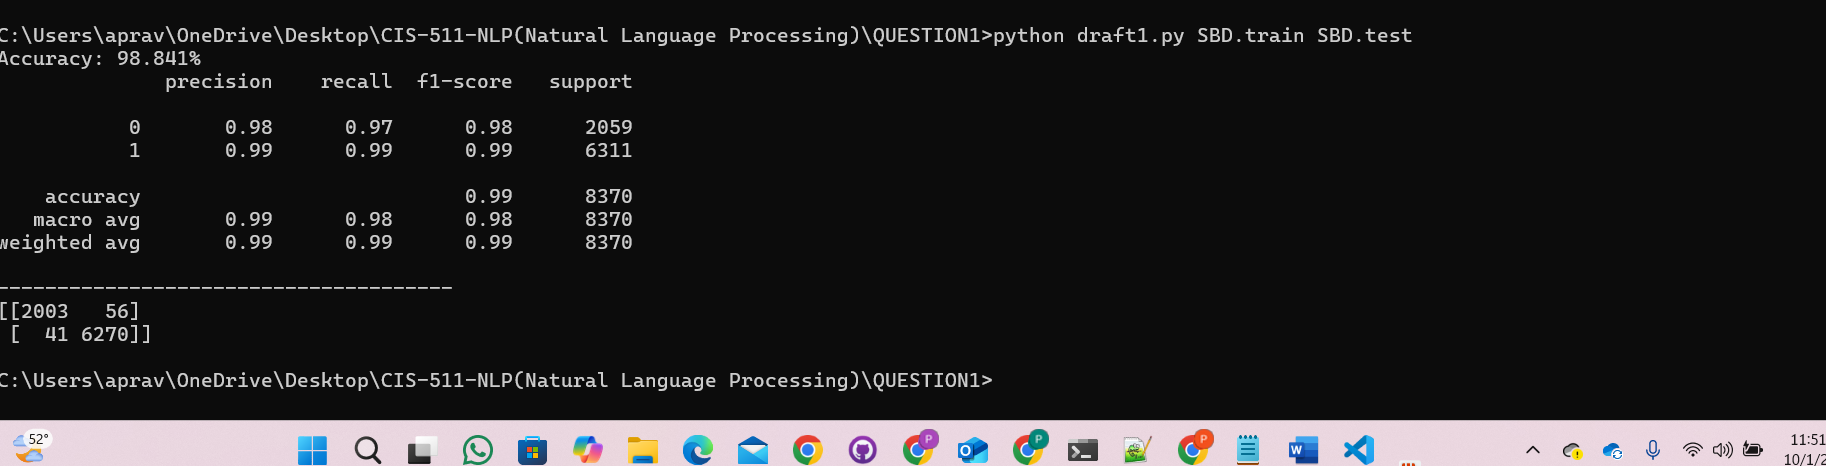 C:\Users\aprav\OneDrive\Desktop\CIS-511-NLP(Natural Language Processing)\QUESTION1>python draft1.py SBD.train SBD.test
Accuracy: 98.841%
precision recall f1-score support
0 0.98 0.97 0.98 2059
1 0.99 0.99 0.99 6311
accuracy 0.99 8370
macro avg 0.99 0.98 0.98 8370
weighted avg 0.99 0.99 0.99 8370
--------------------------------------
[[2003 56]
[ 41 6270]]
C:\Users\aprav\OneDrive\Desktop\CIS-511-NLP(Natural Language Processing)\QUESTION1>
52°
P
P
P
11:51
10/1/2